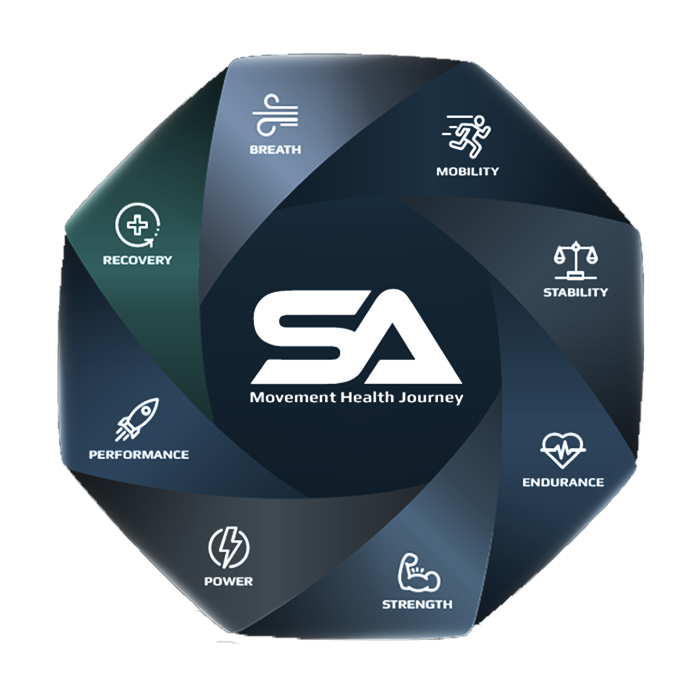 BREATH
MOBILITY
STABILITY
ENDURANCE
STRENGTH
POWER
PERFORMANCE
RECOVERY
SA
Movement Health Journey